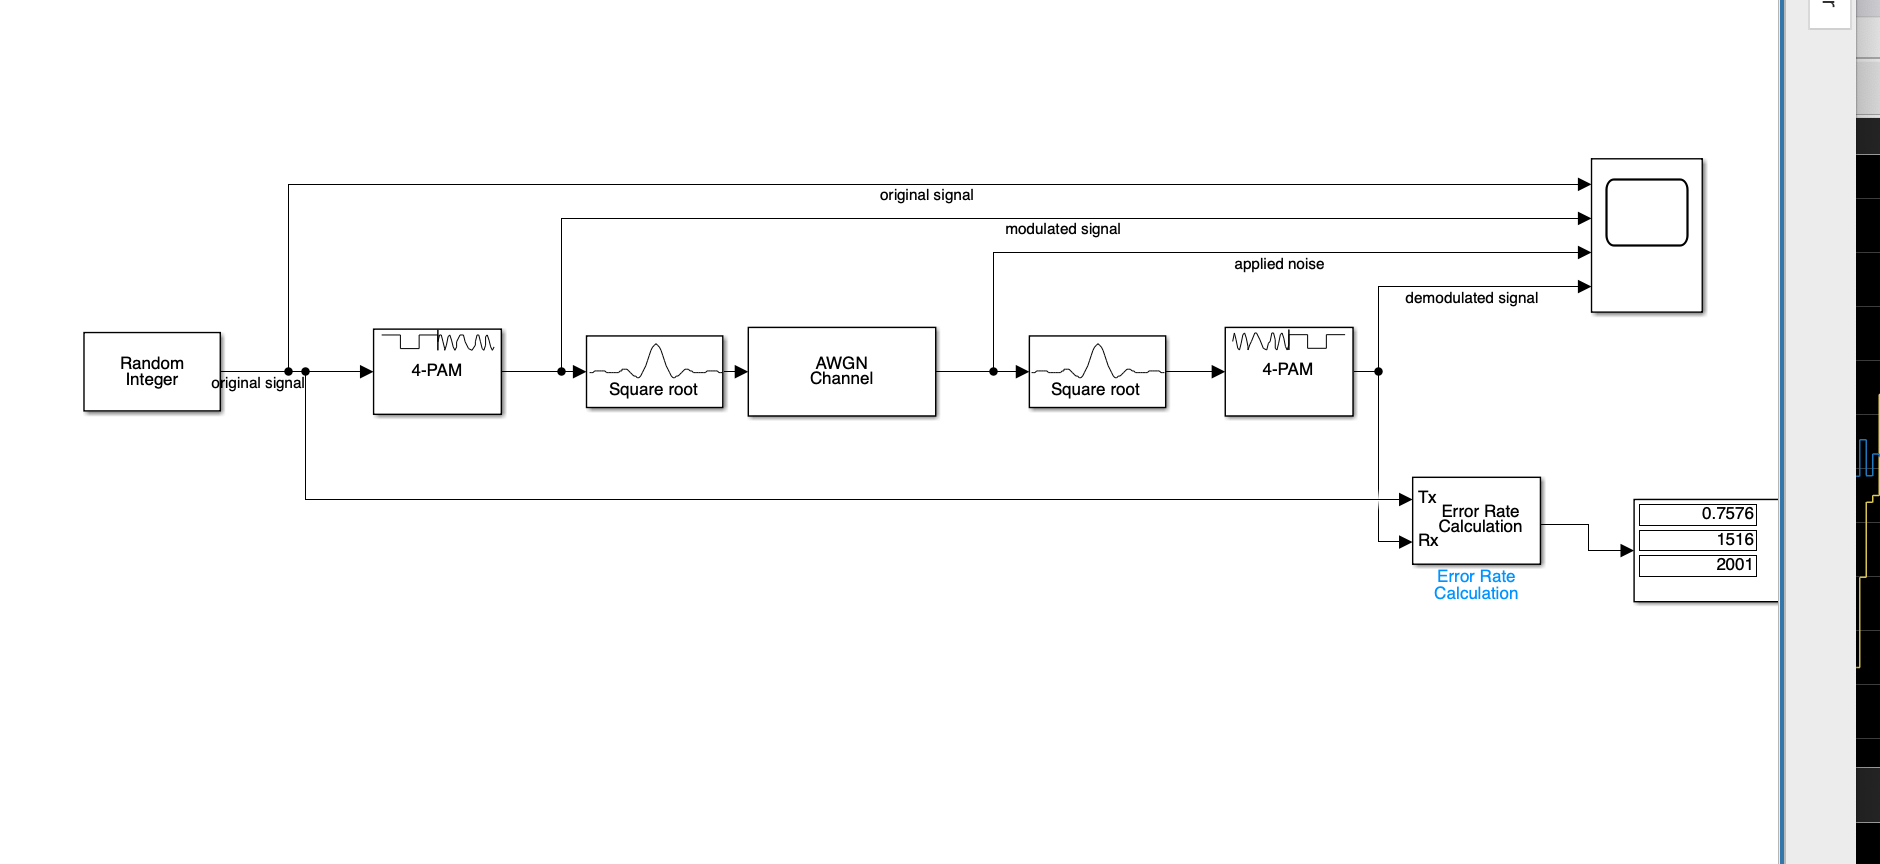 original signal
modulated signal
applied noise
demodulated signal
Random
Integer
original signal
4-PAM
Square root
AWGN
Channel
Square root
4-PAM
Tx
Error Rate
Calculation
Rx
Error Rate
Calculation
0.7576
1516
2001